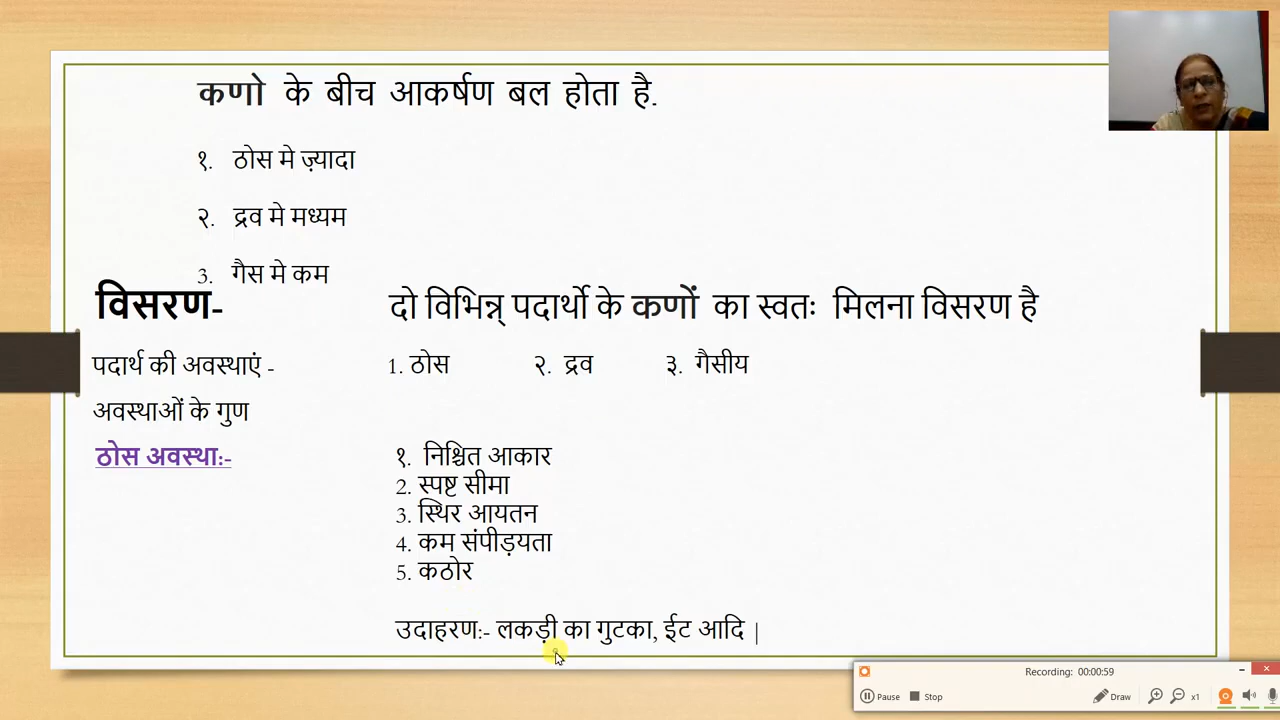 कणो के बीच आकर्षण बल होता है.
१. ठोस मे ज़्यादा
२. द्रव मे मध्यम
3. गैस मे कम
विसरण- दो विभिन्न् पदार्थो के कणों का स्वतः मिलना विसरण है
पदार्थ की अवस्थाएं - 1. ठोस २. द्रव ३. गैसीय
अवस्थाओं के गुण
ठोस अवस्था:- १. निश्चित आकार
2. स्पष्ट सीमा
3. स्थिर आयतन
4. कम संपीड़यता
5. कठोर
उदाहरण:- लकड़ी का गुटका, ईट आदि |
Recording: 00:00:59
Pause Stop Draw x1